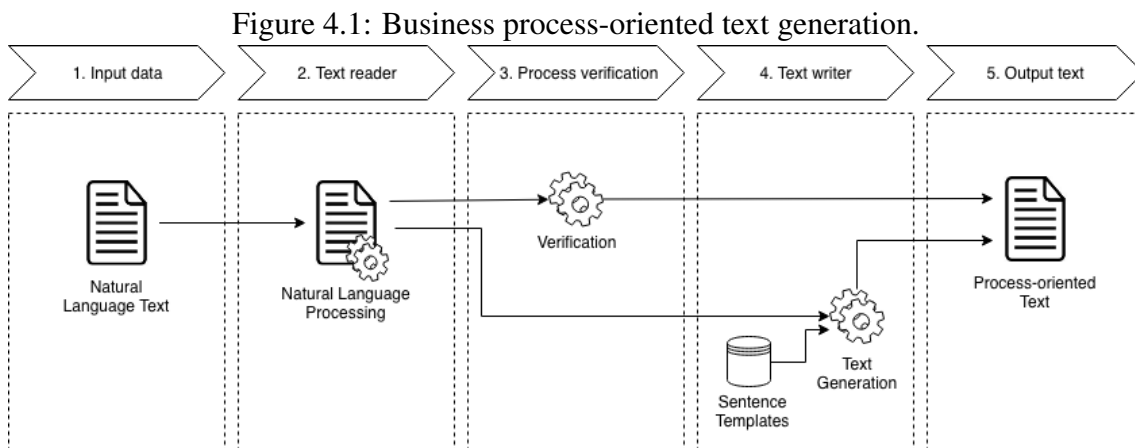 Figure 4.1: Business process-oriented text generation.
1. Input data
2. Text reader
3. Process verification
4. Text writer
5. Output text
Natural
Language Text
Natural Language
Processing
Verification
Sentence
Templates
Text
Generation
Process-oriented
Text